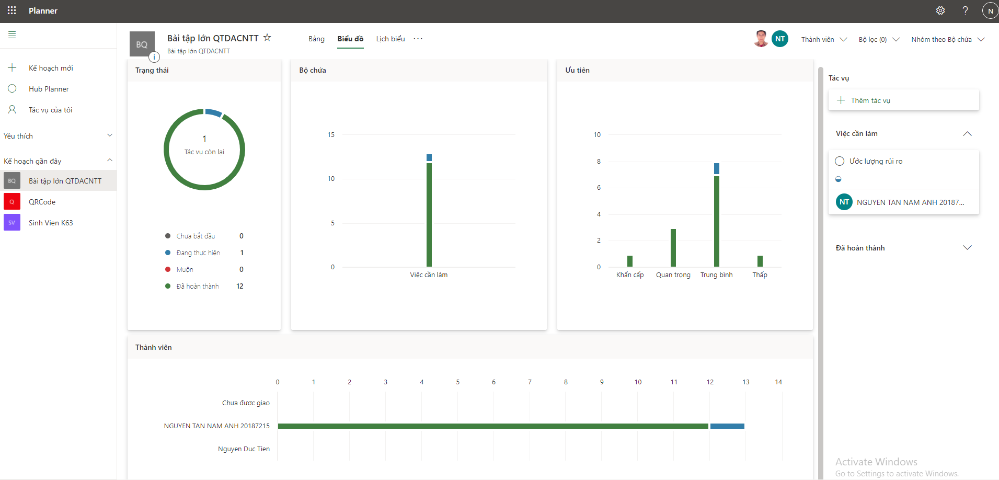 Planner
?
N
Kế hoạch mới
Hub Planner
Tác vụ của tôi
Yêu thích
Kế hoạch gần đây
BQ
Bài tập lớn QTDACNTT
Q
QRCode
SV
Sinh Vien K63
BQ
i
Bài tập lớn QTDACNTT
Bài tập lớn QTDACNTT
Bảng
Biểu đồ
Lịch biểu
...
NT
Thành viên
Bộ lọc (0)
Nhóm theo Bộ chứa
Trạng thái
1
Tác vụ còn lại
Chưa bắt đầu 0
Đang thực hiện 1
Muộn 0
Đã hoàn thành 12
Bộ chứa
15
10
5
0
Việc cần làm
Ưu tiên
10
8
6
4
2
0
Khẩn cấp Quan trọng Trung bình Thấp
Thành viên
0 1 2 3 4 5 6 7 8 9 10 11 12 13 14
Chưa được giao
NGUYEN TAN NAM ANH 20187215
Nguyen Duc Tien
Tác vụ
Thêm tác vụ
Việc cần làm
Ước lượng rủi ro
NT
NGUYEN TAN NAM ANH 20187...
Đã hoàn thành
Activate Windows
Go to Settings to activate Windows.